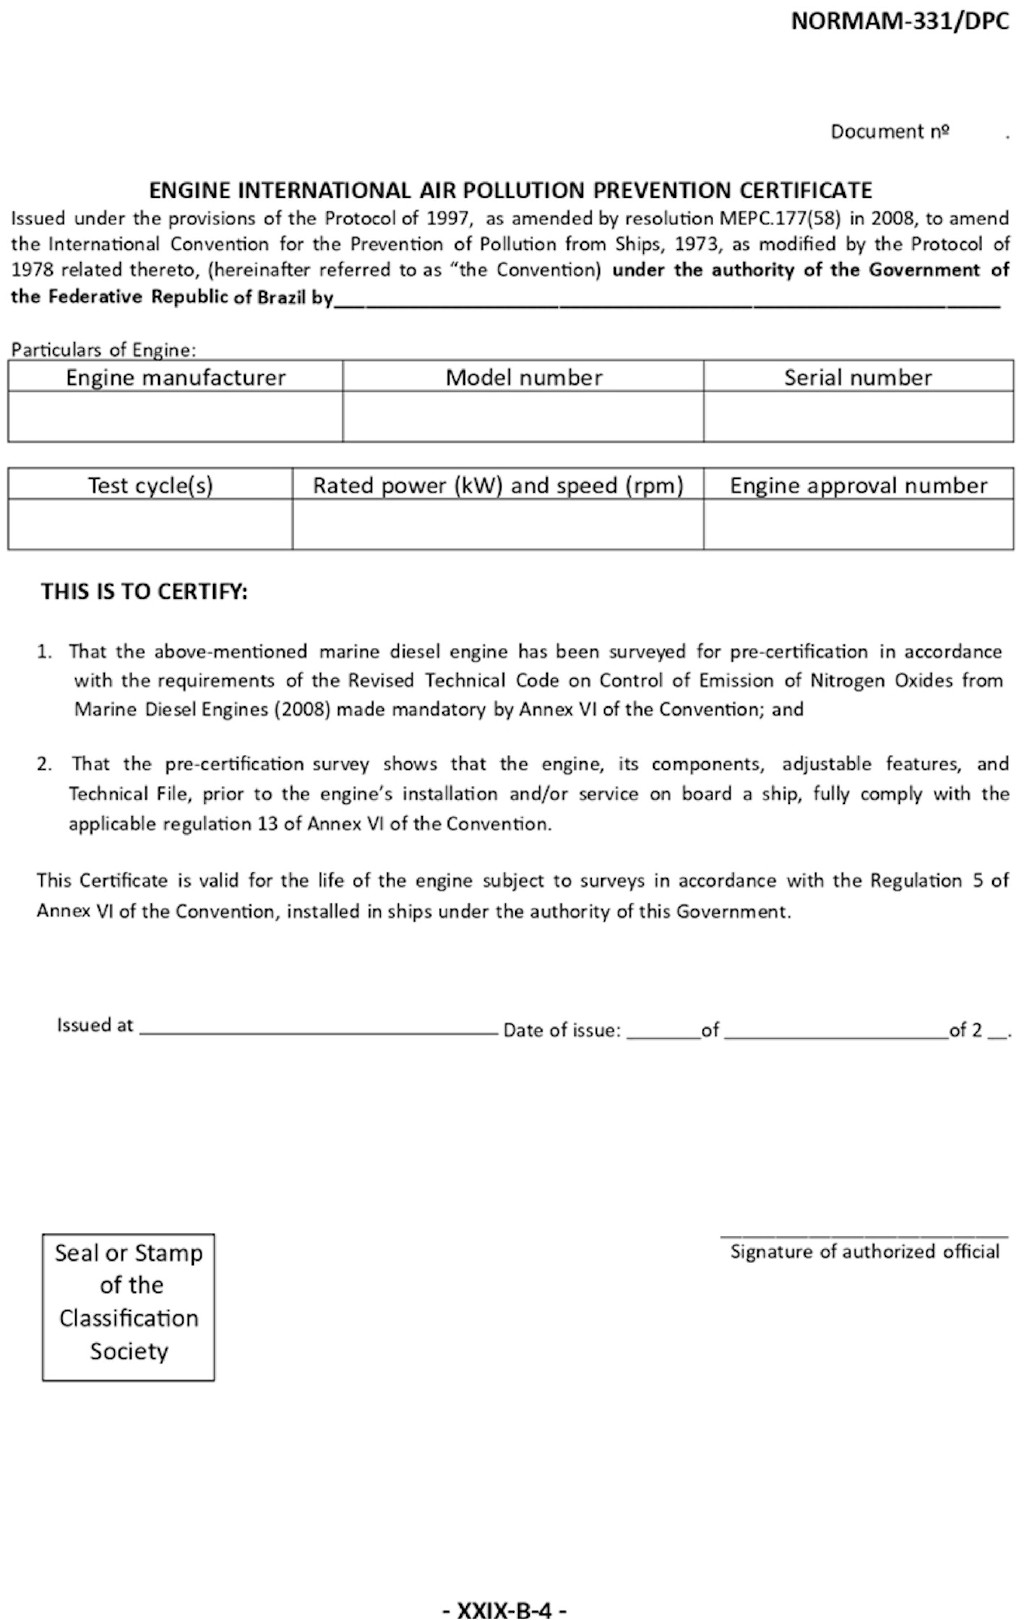 NORMAM-331/DPC
Document nº .
ENGINE INTERNATIONAL AIR POLLUTION PREVENTION CERTIFICATE
Issued under the provisions of the Protocol of 1997, as amended by resolution MEPC.177(58) in 2008, to amend
the International Convention for the Prevention of Pollution from Ships, 1973, as modified by the Protocol of
1978 related thereto, (hereinafter referred to as “the Convention) under the authority of the Government of
the Federative Republic of Brazil by____________________
Particulars of Engine:
Engine manufacturer Model number Serial number
Test cycle(s) Rated power (kW) and speed (rpm) Engine approval number
THIS IS TO CERTIFY:
1. That the above-mentioned marine diesel engine has been surveyed for pre-certification in accordance
with the requirements of the Revised Technical Code on Control of Emission of Nitrogen Oxides from
Marine Diesel Engines (2008) made mandatory by Annex VI of the Convention; and
2. That the pre-certification survey shows that the engine, its components, adjustable features, and
Technical File, prior to the engine’s installation and/or service on board a ship, fully comply with the
applicable regulation 13 of Annex VI of the Convention.
This Certificate is valid for the life of the engine subject to surveys in accordance with the Regulation 5 of
Annex VI of the Convention, installed in ships under the authority of this Government.
Issued at ____________________ Date of issue: _______of ____________________of 2 __.
Signature of authorized official
Seal or Stamp
of the
Classification
Society
- XXIX-B-4 -